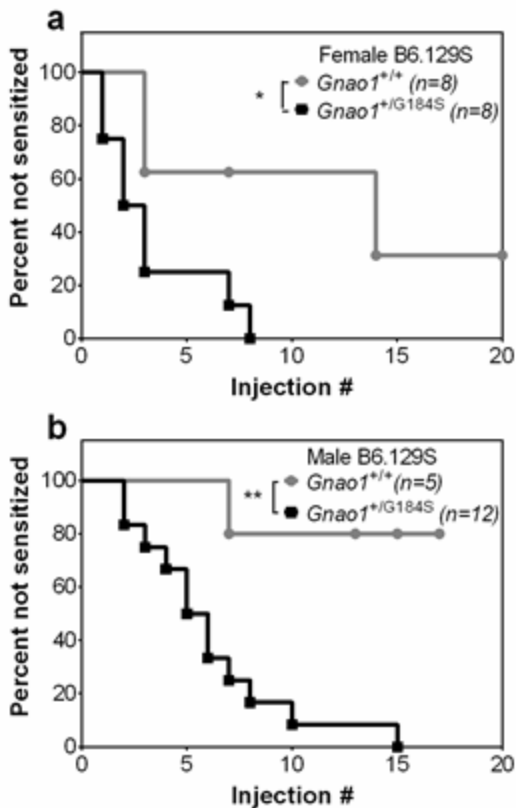 a
Female B6.129S
* Gnao1+/+ (n=8)
Gnao1+/G184S (n=8)
Percent not sensitized
100
80
60
40
20
0
0 5 10 15 20
Injection #
b
Male B6.129S
** Gnao1+/+ (n=5)
Gnao1+/G184S (n=12)
Percent not sensitized
100
80
60
40
20
0
0 5 10 15 20
Injection #